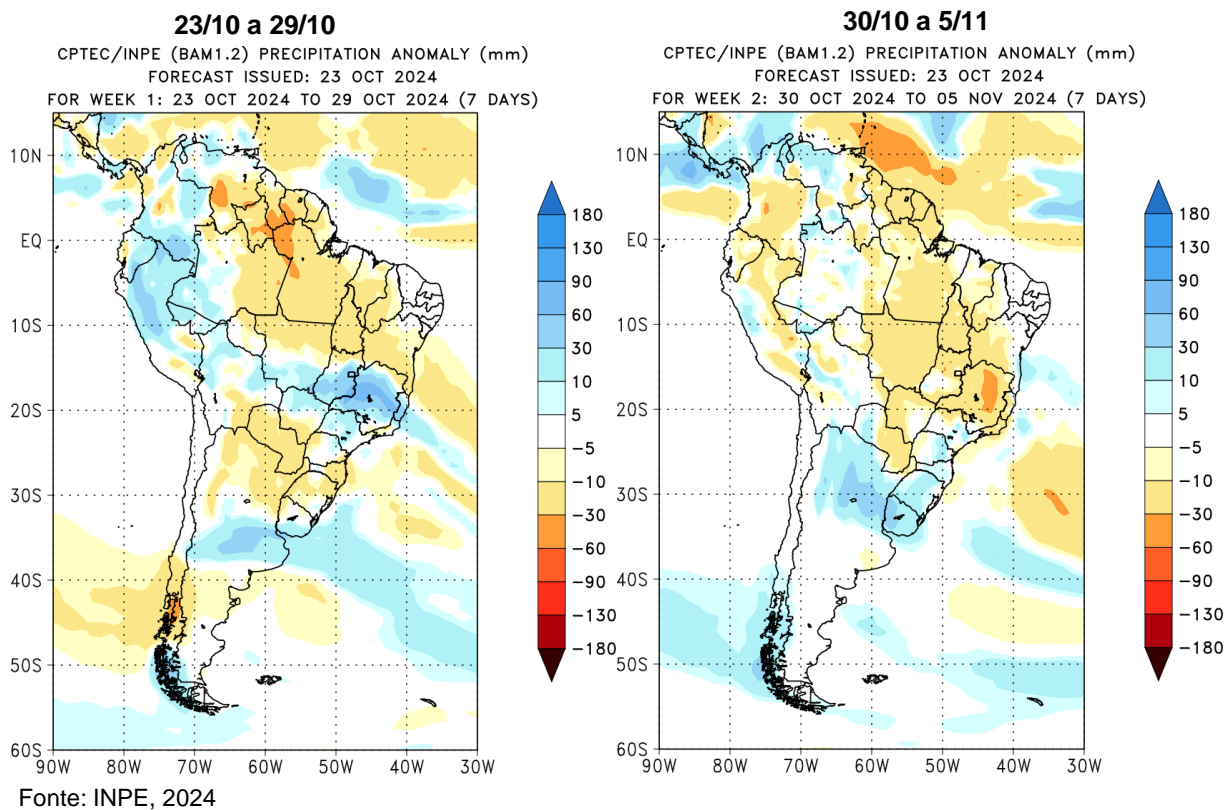 23/10 a 29/10
CPTEC/INPE (BAM1.2) PRECIPITATION ANOMALY (mm)
FORECAST ISSUED: 23 OCT 2024
FOR WEEK 1: 23 OCT 2024 TO 29 OCT 2024 (7 DAYS)
10N
EQ
10S
20S
30S
40S
50S
60S
90W 80W 70W 60W 50W 40W 30W
180
130
90
60
30
10
5
−5
−10
−30
−60
−90
−130
−180
30/10 a 5/11
CPTEC/INPE (BAM1.2) PRECIPITATION ANOMALY (mm)
FORECAST ISSUED: 23 OCT 2024
FOR WEEK 2: 30 OCT 2024 TO 05 NOV 2024 (7 DAYS)
10N
EQ
10S
20S
30S
40S
50S
60S
90W 80W 70W 60W 50W 40W 30W
180
130
90
60
30
10
5
−5
−10
−30
−60
−90
−130
−180
Fonte: INPE, 2024